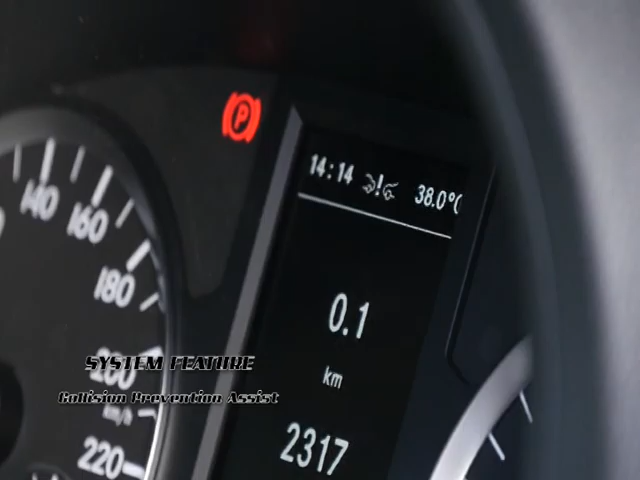 P
14:14 38.0°C
140
160
180
0.1
SYSTEM FEATURE
200
km
Collision Prevention Assist
km/h
2317
220